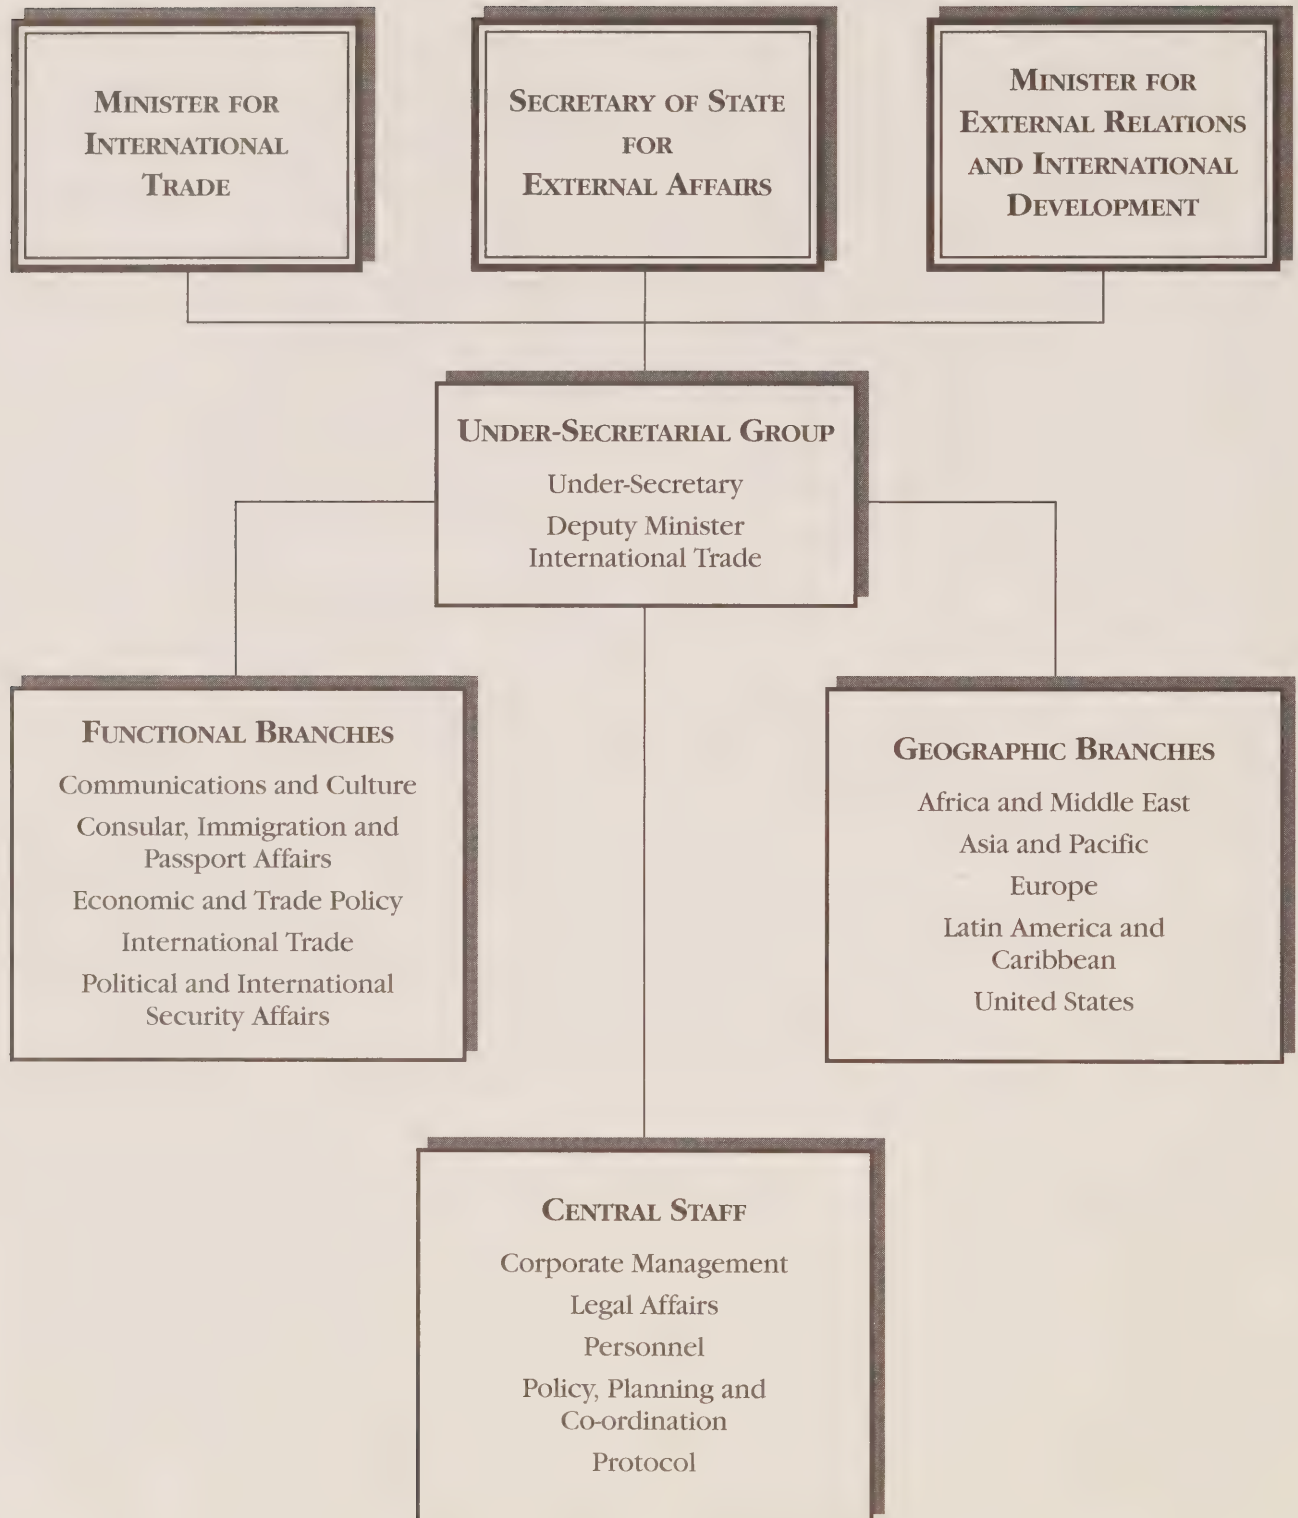 MINISTER FOR
INTERNATIONAL
TRADE
SECRETARY OF STATE
FOR
EXTERNAL AFFAIRS
MINISTER FOR
EXTERNAL RELATIONS
AND INTERNATIONAL
DEVELOPMENT
UNDER-SECRETARIAL GROUP
Under-Secretary
Deputy Minister
International Trade
FUNCTIONAL BRANCHES
Communications and Culture
Consular, Immigration and
Passport Affairs
Economic and Trade Policy
International Trade
Political and International
Security Affairs
GEOGRAPHIC BRANCHES
Africa and Middle East
Asia and Pacific
Europe
Latin America and
Caribbean
United States
CENTRAL STAFF
Corporate Management
Legal Affairs
Personnel
Policy, Planning and
Co-ordination
Protocol